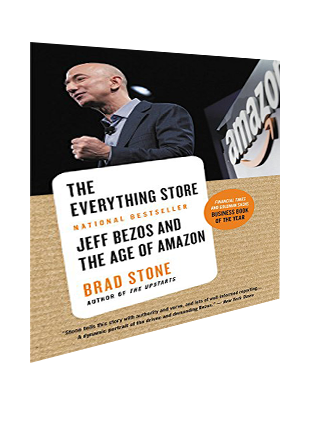 amazon
THE
EVERYTHING STORE
NATIONAL BESTSELLER
JEFF BEZOS AND
THE AGE OF AMAZON
BRAD STONE
AUTHOR OF THE UPSTARTS
FINANCIAL TIMES
AND GOLDMAN SACHS
BUSINESS BOOK
OF THE YEAR
"Stone tells this story with authority and verve, and lots of well-informed reporting....
A dynamic portrait of the driven and demanding Bezos." — New York Times